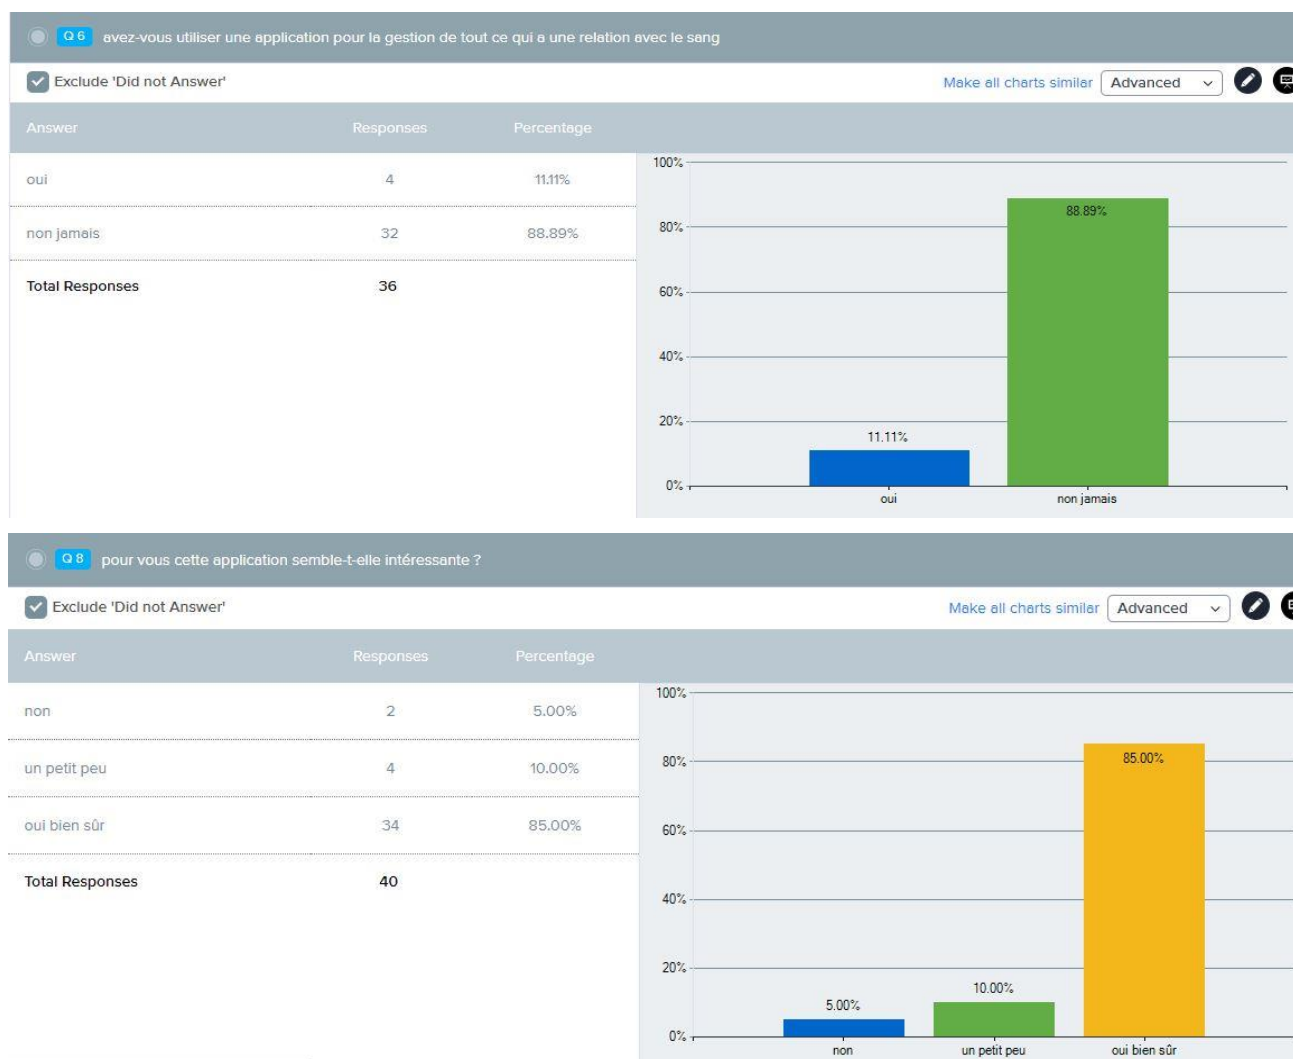 Q 6 avez-vous utiliser une application pour la gestion de tout ce qui a une relation avec le sang
Exclude 'Did not Answer'
Make all charts similar Advanced
Answer Responses Percentage
oui 4 11.11%
non jamais 32 88.89%
Total Responses 36
100%
80%
60%
40%
20%
0%
11.11%
88.89%
oui non jamais
Q 8 pour vous cette application semble-t-elle intéressante ?
Exclude 'Did not Answer'
Make all charts similar Advanced
Answer Responses Percentage
non 2 5.00%
un petit peu 4 10.00%
oui bien sûr 34 85.00%
Total Responses 40
100%
80%
60%
40%
20%
0%
5.00%
10.00%
85.00%
non un petit peu oui bien sûr